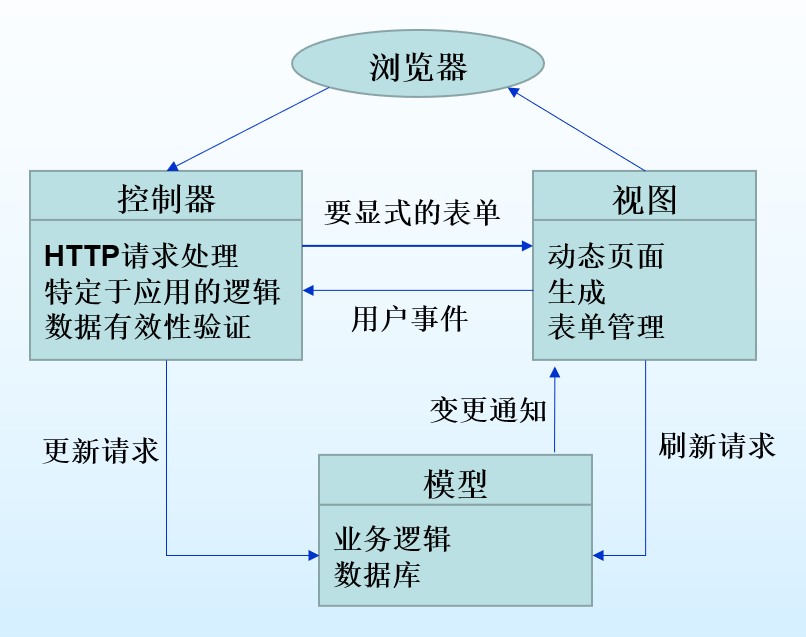 浏览器
控制器
HTTP请求处理
特定于应用的逻辑
数据有效性验证
要显式的表单
用户事件
视图
动态页面
生成
表单管理
更新请求
变更通知
刷新请求
模型
业务逻辑
数据库